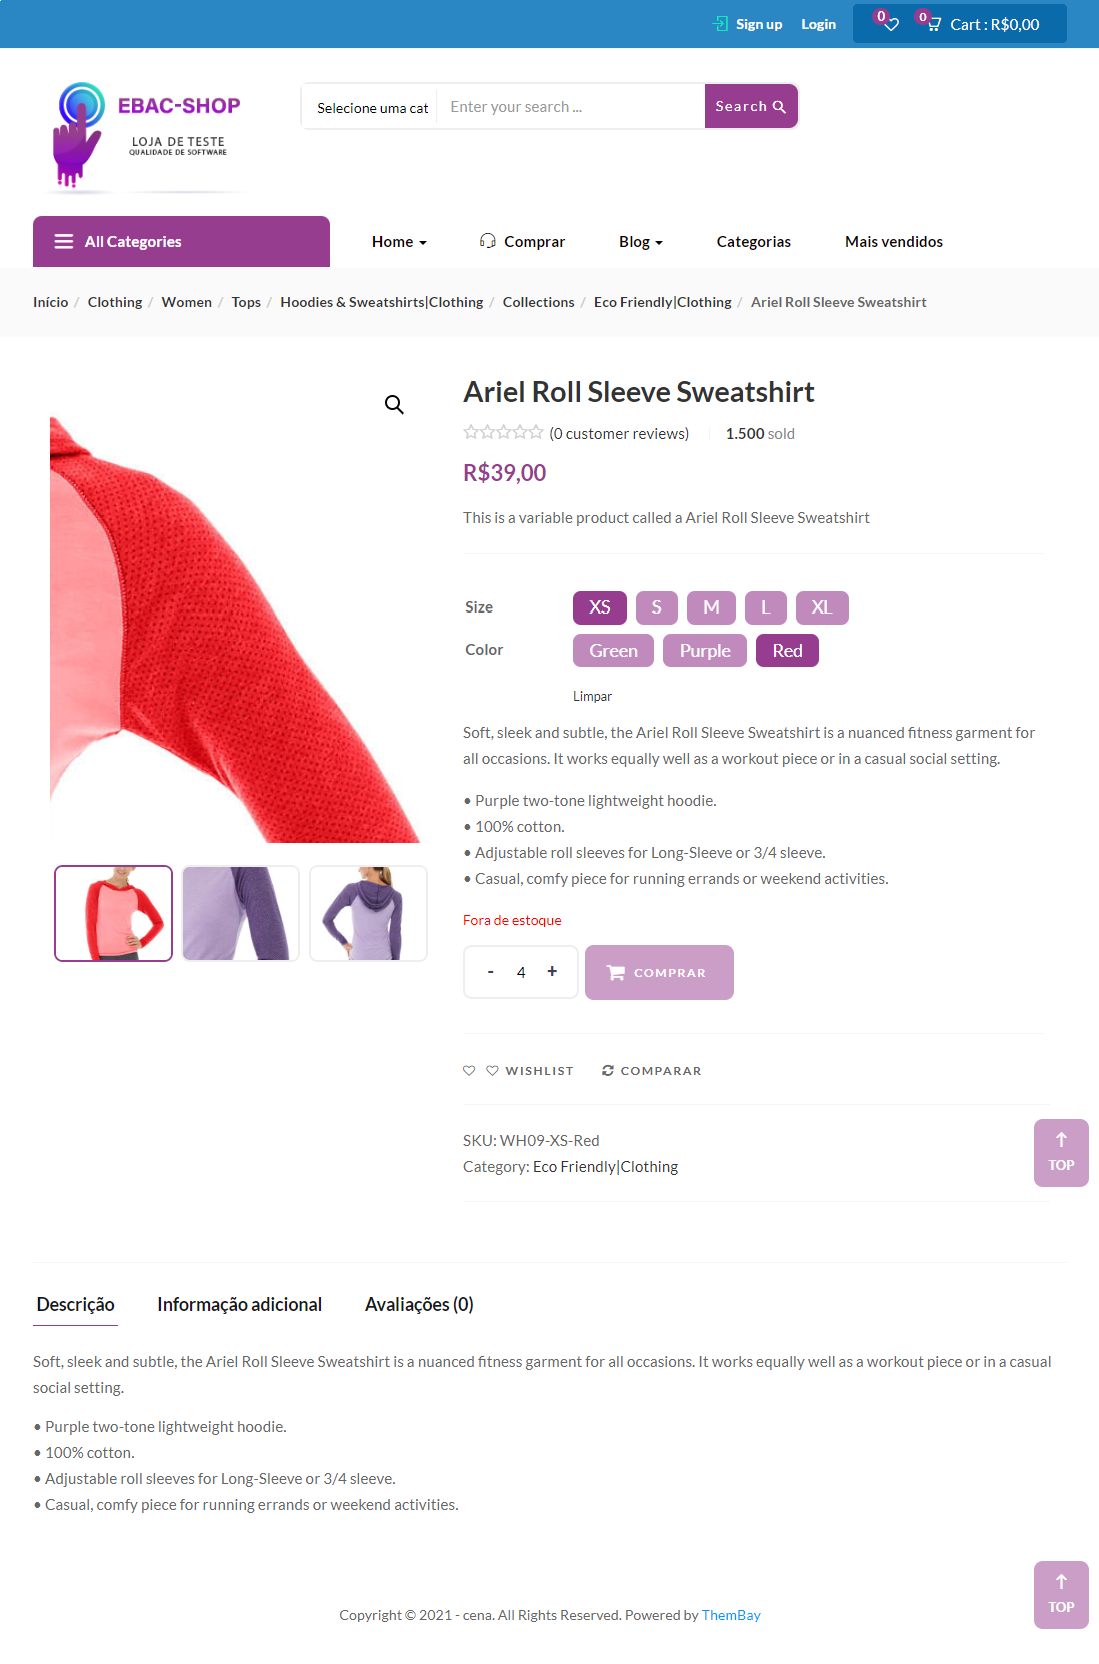 Sign up Login 0 0 Cart : R$0,00
EBAC-SHOP
LOJA DE TESTE
QUALIDADE DE SOFTWARE
Selecione uma cat Enter your search ... Search
All Categories Home Comprar Blog Categorias Mais vendidos
Início / Clothing / Women / Tops / Hoodies & Sweatshirts|Clothing / Collections / Eco Friendly|Clothing / Ariel Roll Sleeve Sweatshirt
Ariel Roll Sleeve Sweatshirt
(0 customer reviews) 1.500 sold
R$39,00
This is a variable product called a Ariel Roll Sleeve Sweatshirt
Size XS S M L XL
Color Green Purple Red
Limpar
Soft, sleek and subtle, the Ariel Roll Sleeve Sweatshirt is a nuanced fitness garment for
all occasions. It works equally well as a workout piece or in a casual social setting.
• Purple two-tone lightweight hoodie.
• 100% cotton.
• Adjustable roll sleeves for Long-Sleeve or 3/4 sleeve.
• Casual, comfy piece for running errands or weekend activities.
Fora de estoque
- 4 + COMPRAR
WISHLIST COMPARAR
SKU: WH09-XS-Red
Category: Eco Friendly|Clothing
TOP
Descrição Informação adicional Avaliações (0)
Soft, sleek and subtle, the Ariel Roll Sleeve Sweatshirt is a nuanced fitness garment for all occasions. It works equally well as a workout piece or in a casual
social setting.
• Purple two-tone lightweight hoodie.
• 100% cotton.
• Adjustable roll sleeves for Long-Sleeve or 3/4 sleeve.
• Casual, comfy piece for running errands or weekend activities.
TOP
Copyright © 2021 - cena. All Rights Reserved. Powered by ThemBay